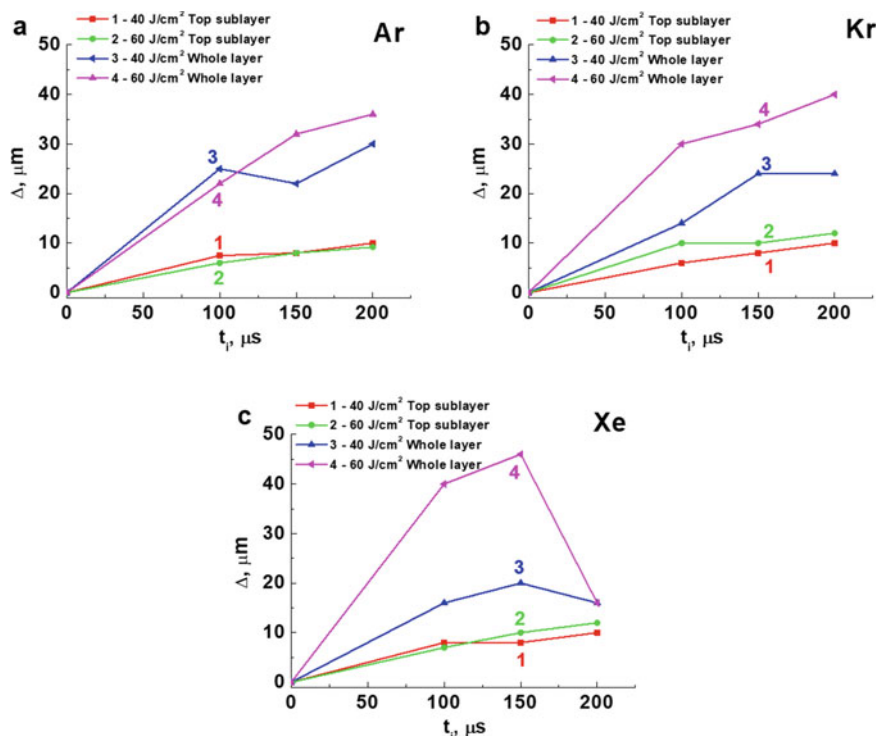 a
1 - 40 J/cm² Top sublayer
2 - 60 J/cm² Top sublayer
3 - 40 J/cm² Whole layer
4 - 60 J/cm² Whole layer
Ar
50
40
30
20
10
0
Δ, μm
3
4
1
2
0 50 100 150 200
tᵢ, μs
b
1 - 40 J/cm² Top sublayer
2 - 60 J/cm² Top sublayer
3 - 40 J/cm² Whole layer
4 - 60 J/cm² Whole layer
Kr
50
40
30
20
10
0
Δ, μm
4
3
2
1
0 50 100 150 200
tᵢ, μs
c
1 - 40 J/cm² Top sublayer
2 - 60 J/cm² Top sublayer
3 - 40 J/cm² Whole layer
4 - 60 J/cm² Whole layer
Xe
50
40
30
20
10
0
Δ, μm
4
3
2
1
0 50 100 150 200
tᵢ, μs